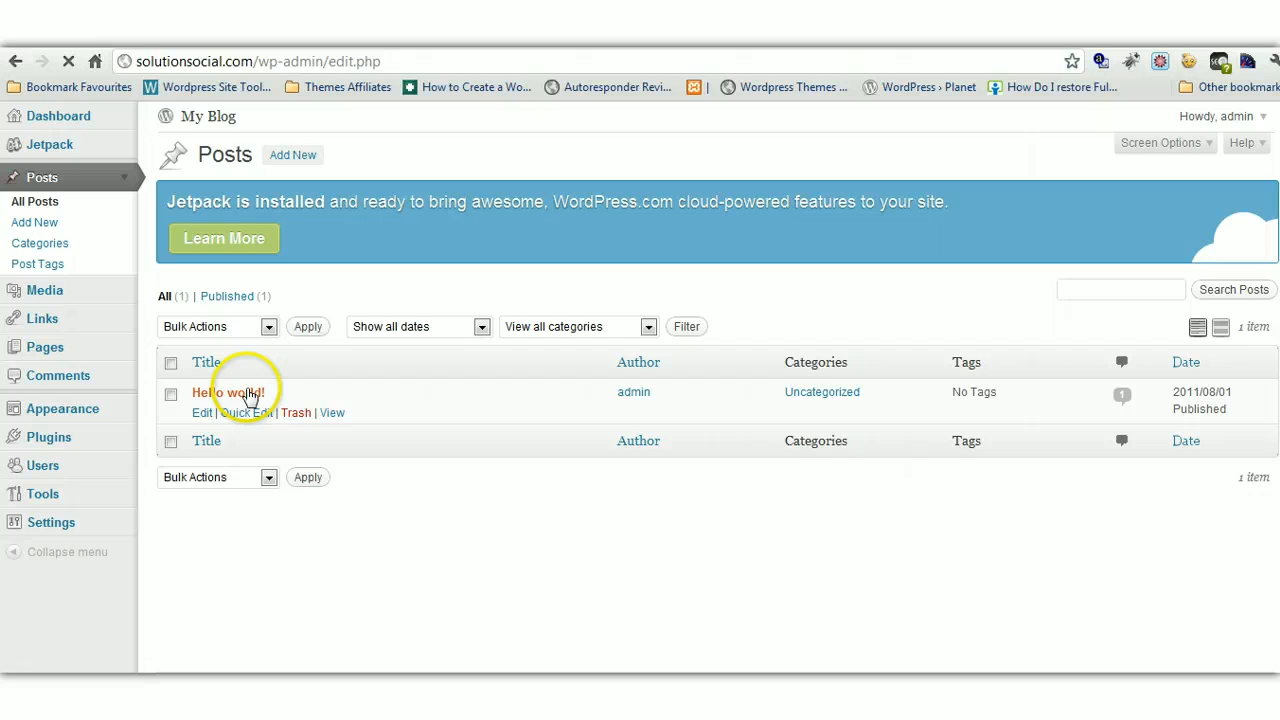 solutionsocial.com/wp-admin/edit.php
Bookmark Favourites Wordpress Site Tool... Themes Affiliates How to Create a Wo... Autoresponder Revi... Wordpress Themes ... WordPress › Planet How Do I restore Ful... Other bookmark
Dashboard
Jetpack
Posts
All Posts
Add New
Categories
Post Tags
Media
Links
Pages
Comments
Appearance
Plugins
Users
Tools
Settings
Collapse menu
My Blog
Howdy, admin
Posts Add New
Screen Options Help
Jetpack is installed and ready to bring awesome, WordPress.com cloud-powered features to your site.
Learn More
All (1) | Published (1)
Search Posts
Bulk Actions Apply Show all dates View all categories Filter 1 item
Title Author Categories Tags Date
Hello world! admin Uncategorized No Tags 1 2011/08/01
Edit | Quick Edit | Trash | View Published
Title Author Categories Tags Date
Bulk Actions Apply 1 item